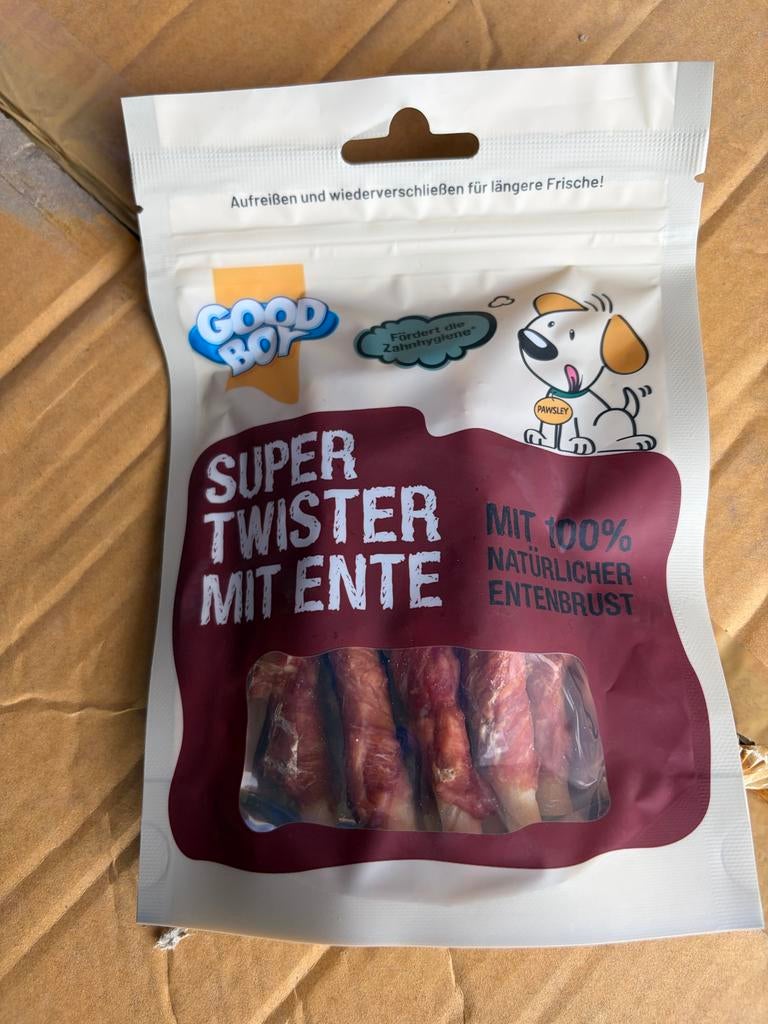 Aufreißen und wiederverschließen für längere Frische!
GOOD
BOY
Fördert die
Zahnhygiene*
PAWSLEY
SUPER
TWISTER
MIT ENTE
MIT 100%
NATÜRLICHER
ENTENBRUST